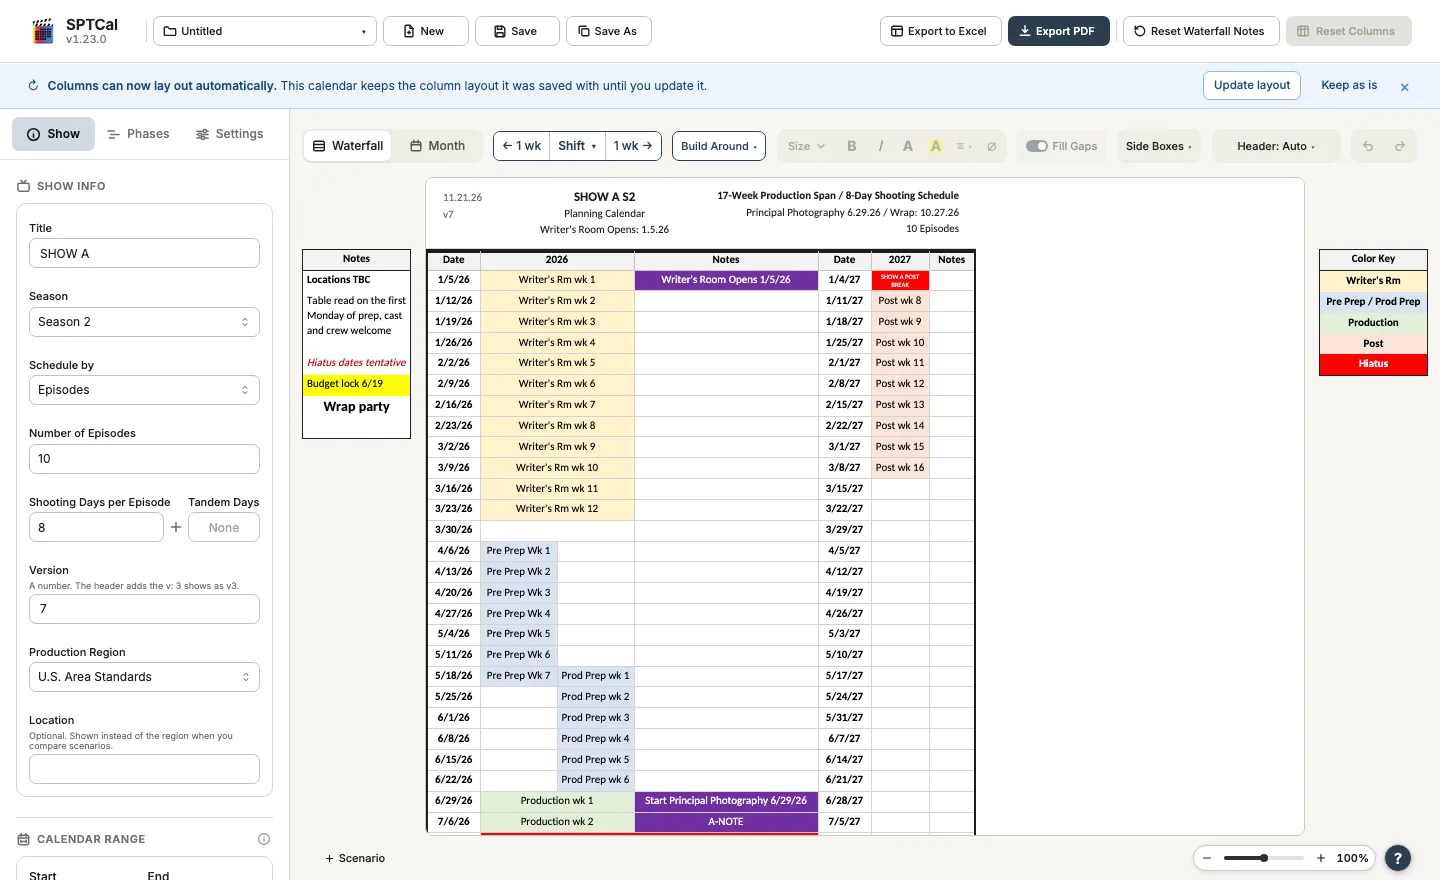 SPTCal
v1.23.0
Untitled
New
Save
Save As
Export to Excel
Export PDF
Reset Waterfall Notes
Reset Columns
Columns can now lay out automatically. This calendar keeps the column layout it was saved with until you update it.
Update layout
Keep as is
Show
Phases
Settings
SHOW INFO
Title
SHOW A
Season
Season 2
Schedule by
Episodes
Number of Episodes
10
Shooting Days per Episode
Tandem Days
8
+
None
Version
A number. The header adds the v: 3 shows as v3.
7
Production Region
U.S. Area Standards
Location
Optional. Shown instead of the region when you
compare scenarios.
CALENDAR RANGE
Start
End
Waterfall
Month
← 1 wk
Shift
1 wk →
Build Around
Size
B
I
A
A
Fill Gaps
Side Boxes
Header: Auto
11.21.26
v7
SHOW A S2
Planning Calendar
Writer's Room Opens: 1.5.26
17-Week Production Span / 8-Day Shooting Schedule
Principal Photography 6.29.26 / Wrap: 10.27.26
10 Episodes
Notes
Locations TBC
Table read on the first
Monday of prep, cast
and crew welcome
Hiatus dates tentative
Budget lock 6/19
Wrap party
Date 2026 Notes Date 2027 Notes
1/5/26 Writer's Rm wk 1 Writer's Room Opens 1/5/26 1/4/27 SHOW A POST
BREAK
1/12/26 Writer's Rm wk 2 1/11/27 Post wk 8
1/19/26 Writer's Rm wk 3 1/18/27 Post wk 9
1/26/26 Writer's Rm wk 4 1/25/27 Post wk 10
2/2/26 Writer's Rm wk 5 2/1/27 Post wk 11
2/9/26 Writer's Rm wk 6 2/8/27 Post wk 12
2/16/26 Writer's Rm wk 7 2/15/27 Post wk 13
2/23/26 Writer's Rm wk 8 2/22/27 Post wk 14
3/2/26 Writer's Rm wk 9 3/1/27 Post wk 15
3/9/26 Writer's Rm wk 10 3/8/27 Post wk 16
3/16/26 Writer's Rm wk 11 3/15/27
3/23/26 Writer's Rm wk 12 3/22/27
3/30/26 3/29/27
4/6/26 Pre Prep Wk 1 4/5/27
4/13/26 Pre Prep Wk 2 4/12/27
4/20/26 Pre Prep Wk 3 4/19/27
4/27/26 Pre Prep Wk 4 4/26/27
5/4/26 Pre Prep Wk 5 5/3/27
5/11/26 Pre Prep Wk 6 5/10/27
5/18/26 Pre Prep Wk 7 Prod Prep wk 1 5/17/27
5/25/26 Prod Prep wk 2 5/24/27
6/1/26 Prod Prep wk 3 5/31/27
6/8/26 Prod Prep wk 4 6/7/27
6/15/26 Prod Prep wk 5 6/14/27
6/22/26 Prod Prep wk 6 6/21/27
6/29/26 Production wk 1 Start Principal Photography 6/29/26 6/28/27
7/6/26 Production wk 2 A-NOTE 7/5/27
Color Key
Writer's Rm
Pre Prep / Prod Prep
Production
Post
Hiatus
+ Scenario
− + 100%
?